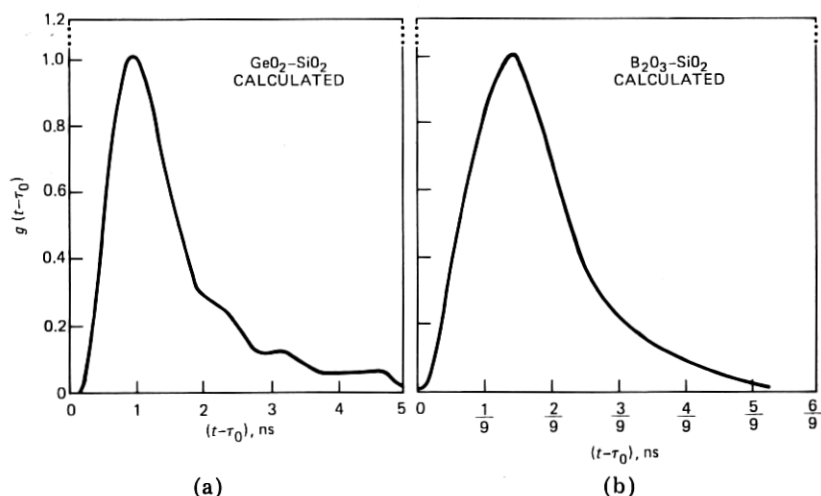 1.2
1.0
0.8
0.6
0.4
0.2
0
g (t–τ₀)
GeO₂–SiO₂
CALCULATED
0 1 2 3 4 5
(t–τ₀), ns
(a)
B₂O₃–SiO₂
CALCULATED
0 1/9 2/9 3/9 4/9 5/9 6/9
(t–τ₀), ns
(b)